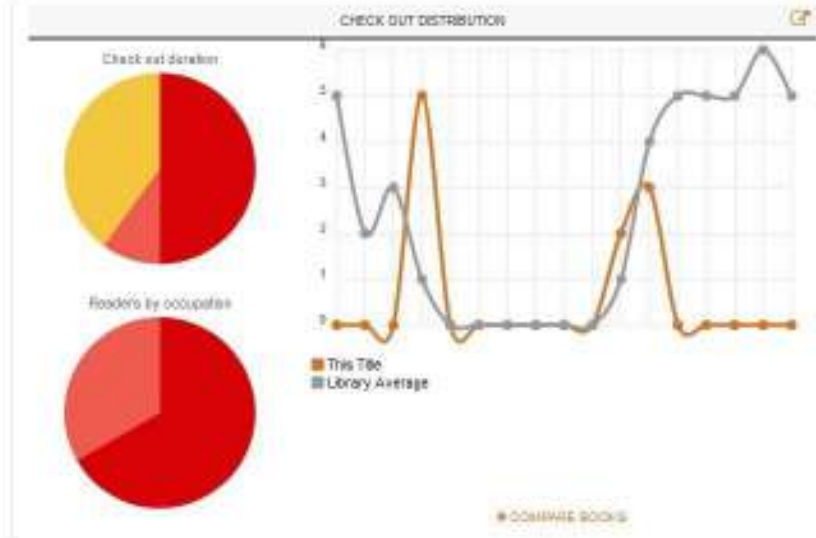 CHECK OUT DISTRIBUTION
Check out duration
6
5
4
3
2
1
0
Readers by occupation
This Title
Library Average
COMPARE BOOKS